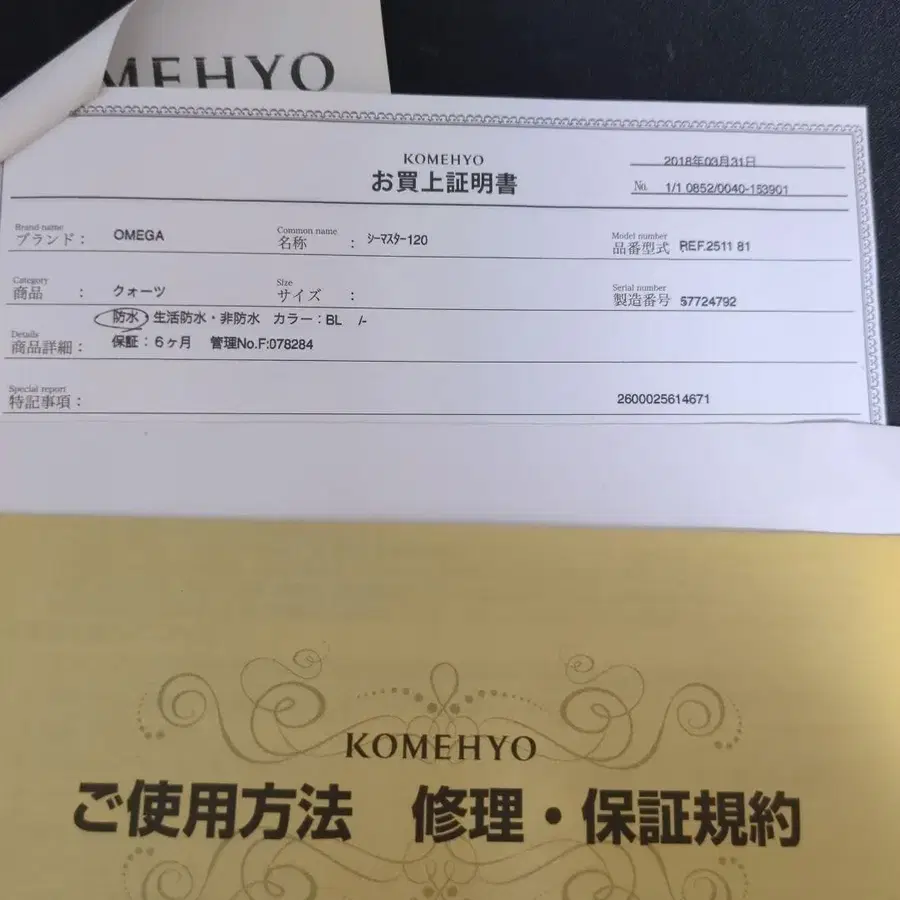 MEHYO
KOMEHYO
お買上証明書
2018年03月31日
No. 1/1 0852/0040-153901
Brand name
ブランド： OMEGA
Common name
名称 ： シーマスター120
Model number
品番型式 REF.2511 81
Category
商品 ： クォーツ
Size
サイズ ：
Serial number
製造番号 57724792
防水・生活防水・非防水 カラー：BL /-
Details
商品詳細： 保証：6ヶ月 管理No.F:078284
Special report
特記事項：
2600025614671
KOMEHYO
ご使用方法 修理・保証規約